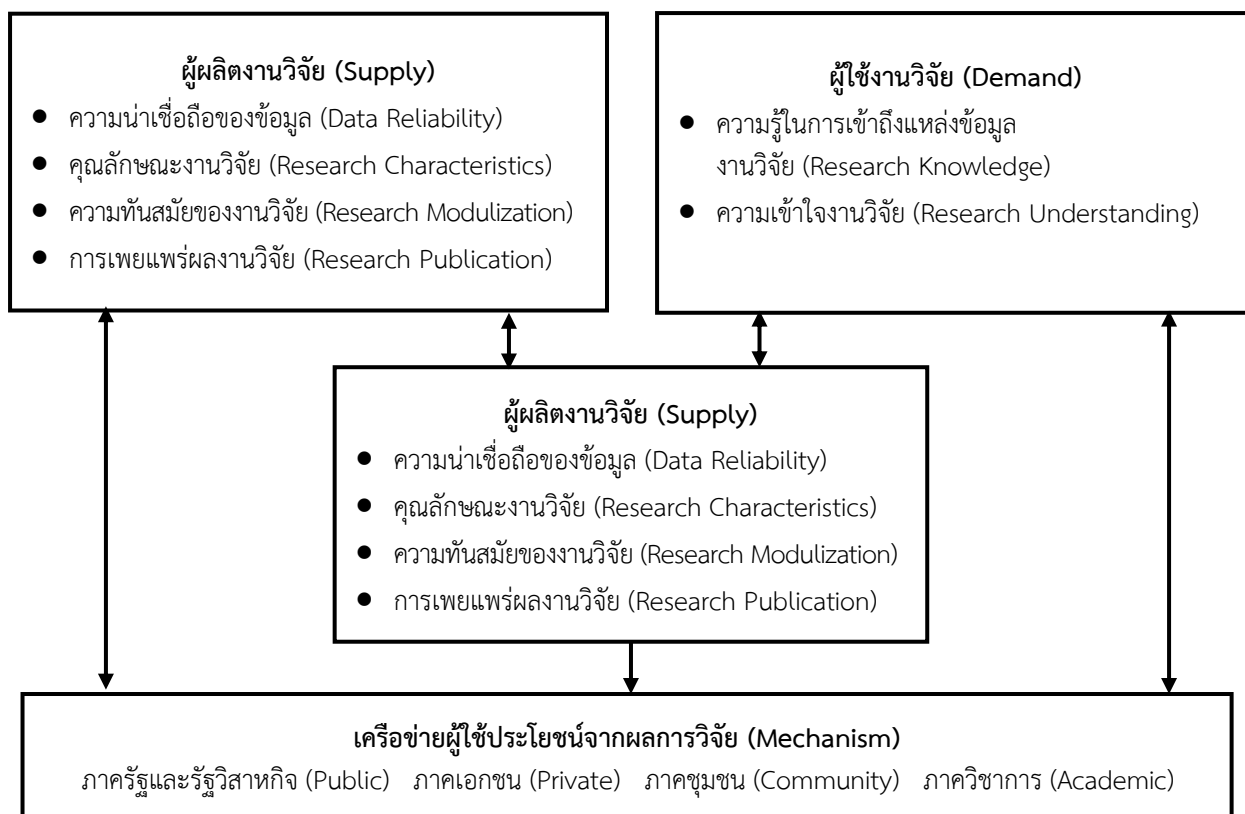 ผู้ผลิตงานวิจัย (Supply)
● ความน่าเชื่อถือของข้อมูล (Data Reliability)
● คุณลักษณะงานวิจัย (Research Characteristics)
● ความทันสมัยของงานวิจัย (Research Modulization)
● การเพยแพร่ผลงานวิจัย (Research Publication)
ผู้ใช้งานวิจัย (Demand)
● ความรู้ในการเข้าถึงแหล่งข้อมูล
งานวิจัย (Research Knowledge)
● ความเข้าใจงานวิจัย (Research Understanding)
ผู้ผลิตงานวิจัย (Supply)
● ความน่าเชื่อถือของข้อมูล (Data Reliability)
● คุณลักษณะงานวิจัย (Research Characteristics)
● ความทันสมัยของงานวิจัย (Research Modulization)
● การเพยแพร่ผลงานวิจัย (Research Publication)
เครือข่ายผู้ใช้ประโยชน์จากผลการวิจัย (Mechanism)
ภาครัฐและรัฐวิสาหกิจ (Public) ภาคเอกชน (Private) ภาคชุมชน (Community) ภาควิชาการ (Academic)